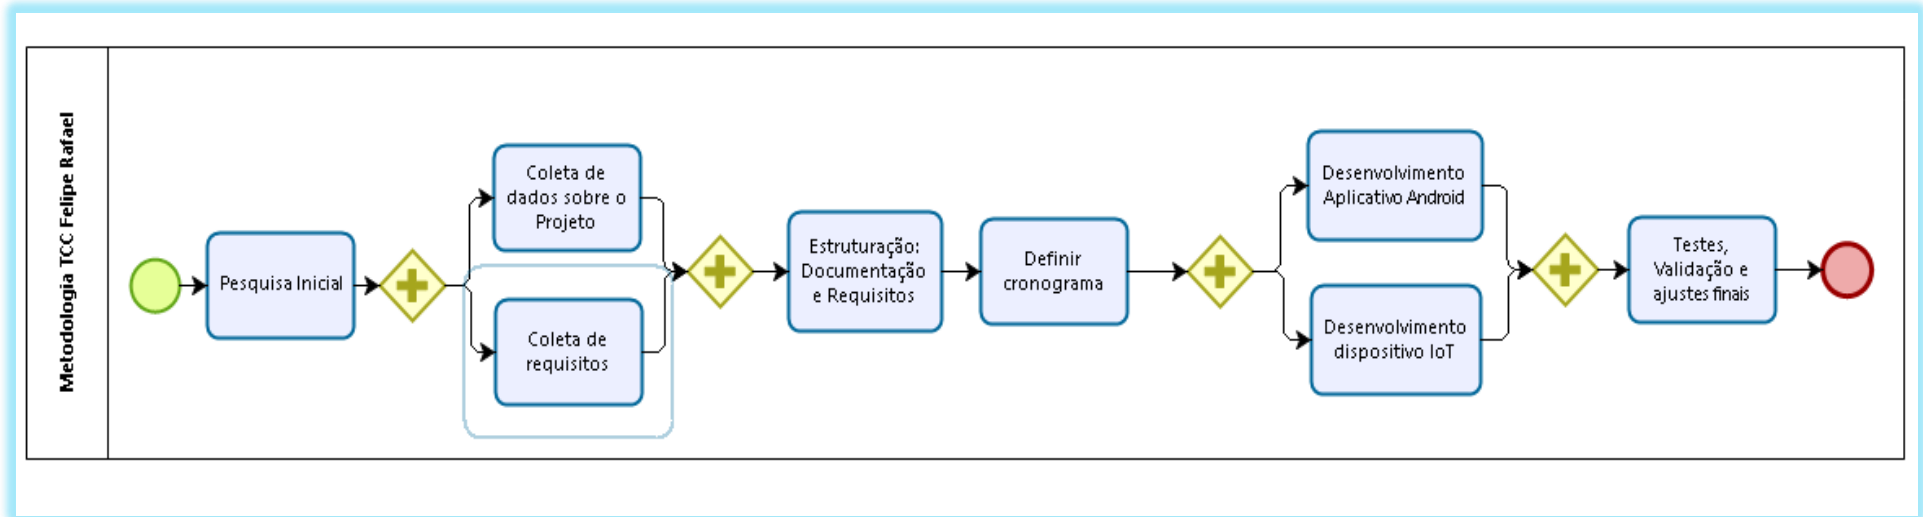 Metodologia TCC Felipe Rafael
Pesquisa Inicial
Coleta de
dados sobre o
Projeto
Coleta de
requisitos
Estruturação:
Documentação
e Requisitos
Definir
cronograma
Desenvolvimento
Aplicativo Android
Desenvolvimento
dispositivo IoT
Testes,
Validação e
ajustes finais